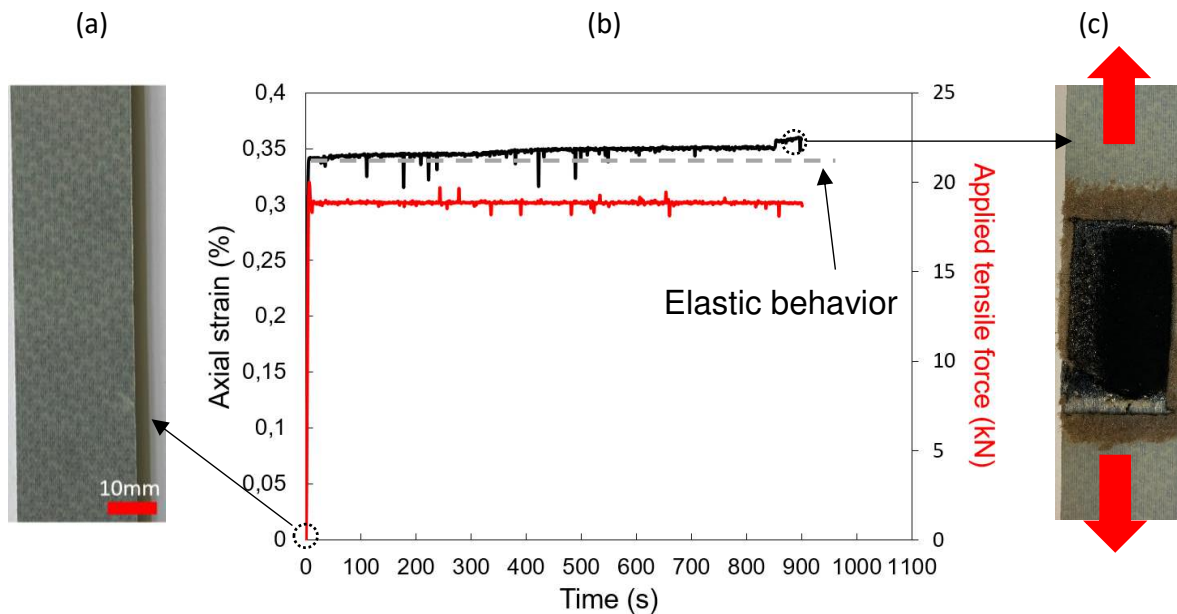 (a)
(b)
(c)
0,4
0,35
0,3
0,25
0,2
0,15
0,1
0,05
0
Axial strain (%)
25
20
15
10
5
0
Applied tensile force (kN)
Elastic behavior
10mm
0 100 200 300 400 500 600 700 800 900 1000 1100
Time (s)